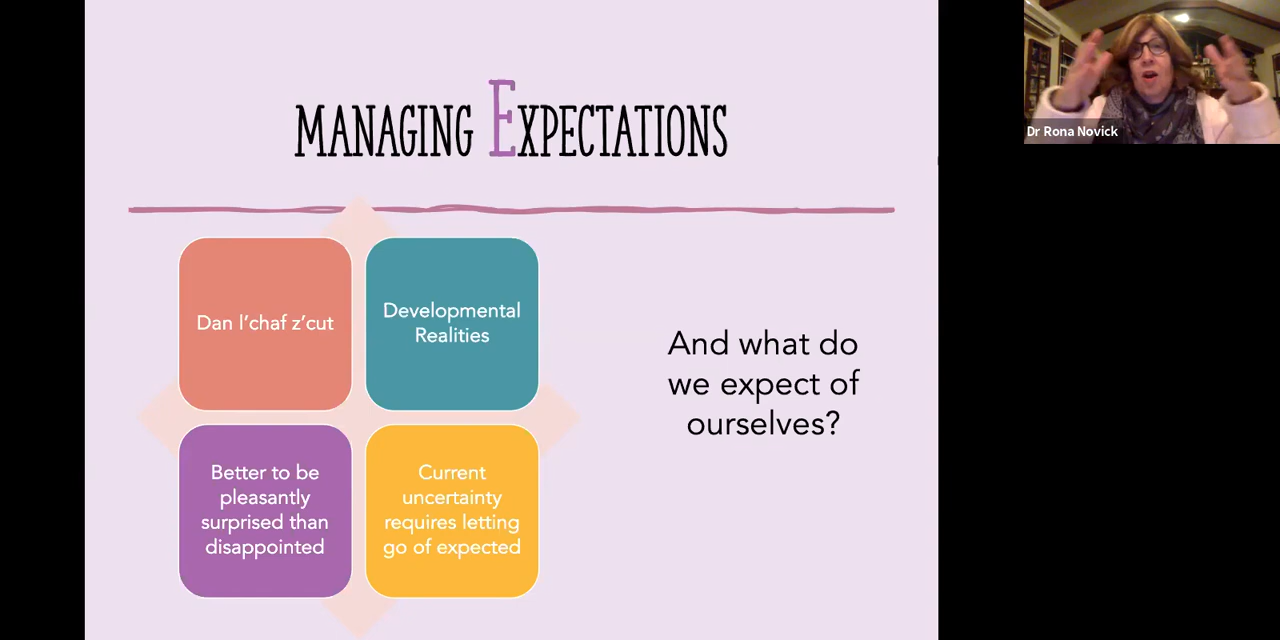 MANAGING EXPECTATIONS
Dan l'chaf z'cut
Developmental
Realities
Better to be
pleasantly
surprised than
disappointed
Current
uncertainty
requires letting
go of expected
And what do
we expect of
ourselves?
Dr Rona Novick